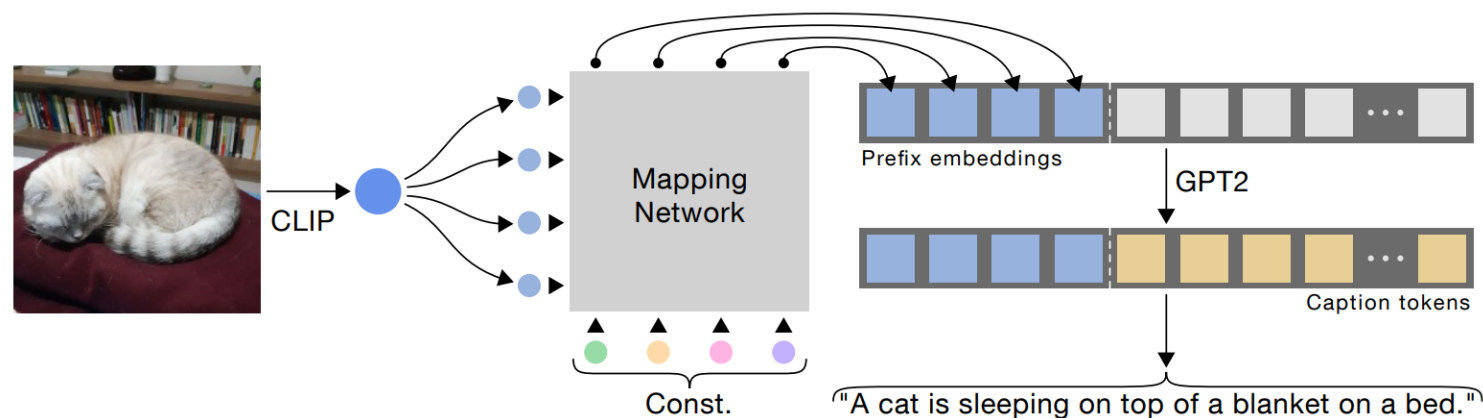 CLIP
Mapping
Network
Const.
Prefix embeddings
GPT2
Caption tokens
"A cat is sleeping on top of a blanket on a bed."